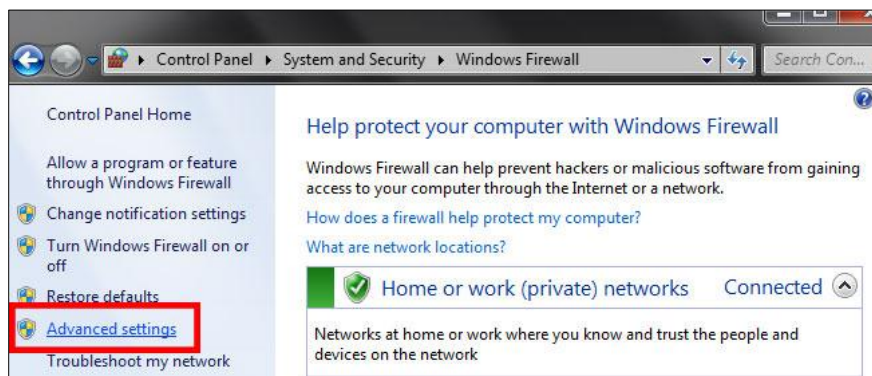 Control Panel System and Security Windows Firewall
Search Con...
Control Panel Home
Allow a program or feature
through Windows Firewall
Change notification settings
Turn Windows Firewall on or
off
Restore defaults
Advanced settings
Troubleshoot my network
Help protect your computer with Windows Firewall
Windows Firewall can help prevent hackers or malicious software from gaining
access to your computer through the Internet or a network.
How does a firewall help protect my computer?
What are network locations?
Home or work (private) networks Connected
Networks at home or work where you know and trust the people and
devices on the network